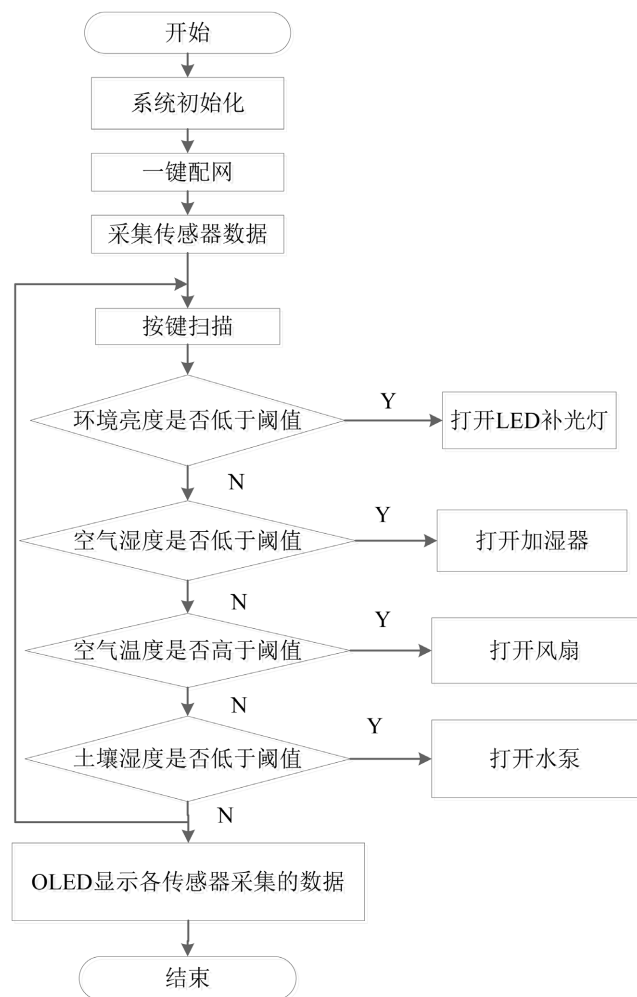 开始
系统初始化
一键配网
采集传感器数据
按键扫描
环境亮度是否低于阈值
Y
打开LED补光灯
N
空气湿度是否低于阈值
Y
打开加湿器
N
空气温度是否高于阈值
Y
打开风扇
N
土壤湿度是否低于阈值
Y
打开水泵
N
OLED显示各传感器采集的数据
结束